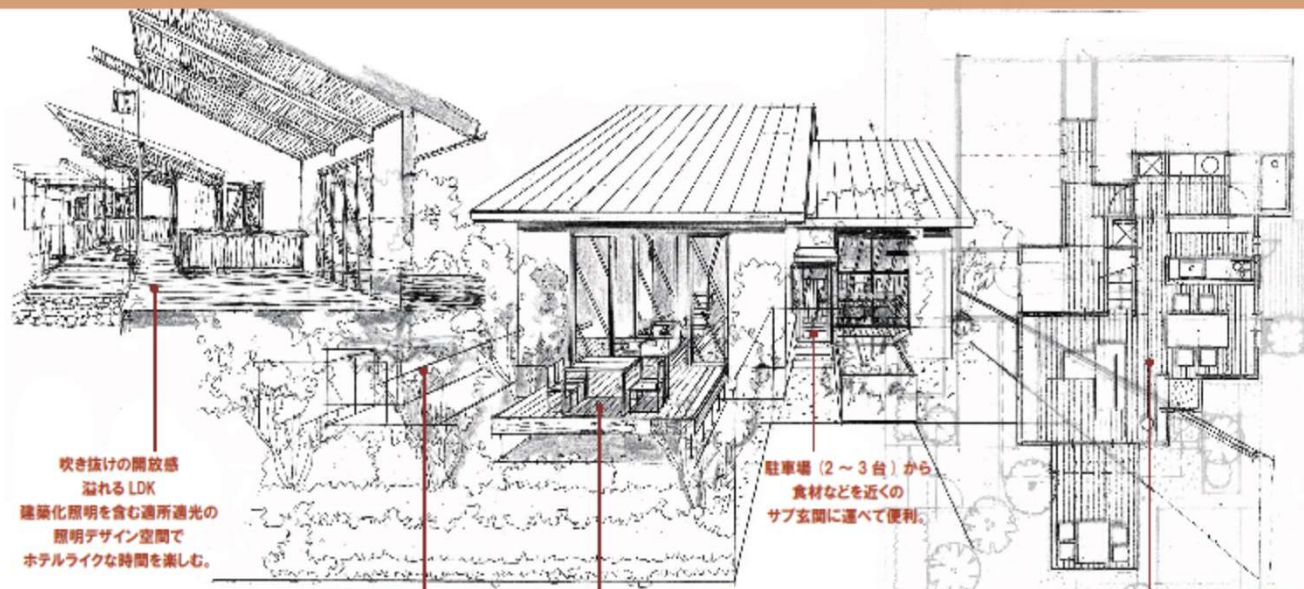 吹き抜けの開放感
溢れる LDK
建築化照明を含む適所適光の
照明デザイン空間で
ホテルライクな時間を楽しむ。
駐車場（2 ～ 3 台）から
食材などを近くの
サブ玄関に運べて便利。